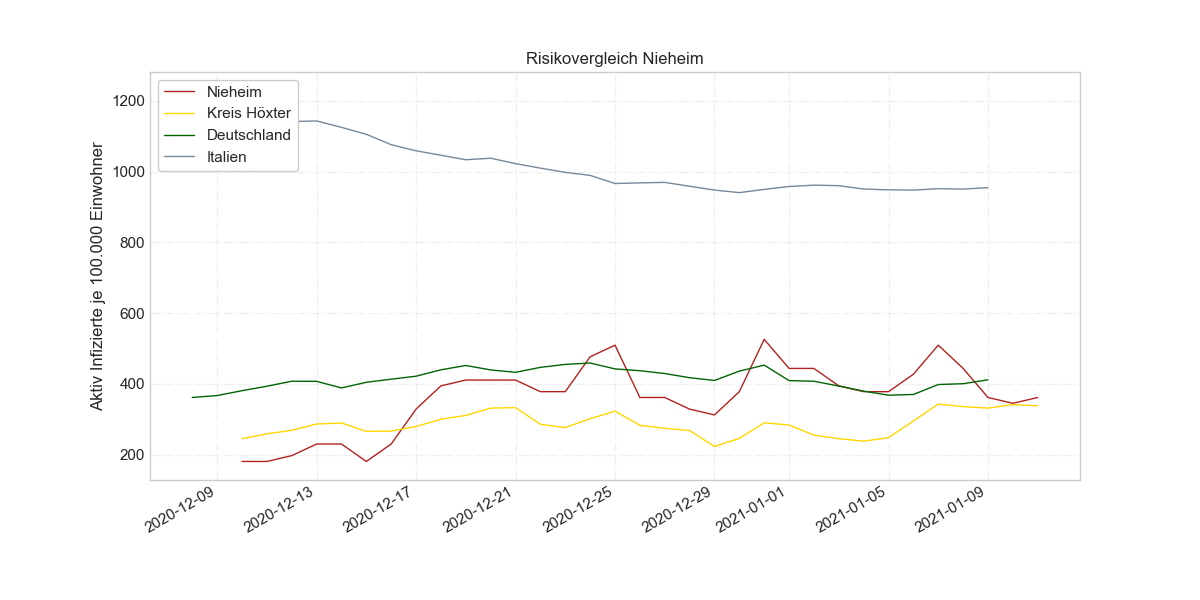 Risikovergleich Nieheim
Nieheim
Kreis Höxter
Deutschland
Italien
Aktiv Infizierte je 100.000 Einwohner
1200
1000
800
600
400
200
2020-12-09
2020-12-13
2020-12-17
2020-12-21
2020-12-25
2020-12-29
2021-01-01
2021-01-05
2021-01-09